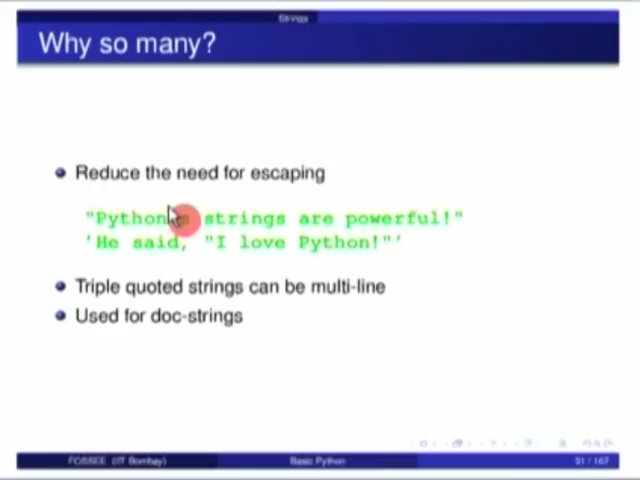 Strings
Why so many?
Reduce the need for escaping
"Python's strings are powerful!"
'He said, "I love Python!"'
Triple quoted strings can be multi-line
Used for doc-strings
FOSSEE (IIT Bombay) Basic Python 51 / 167